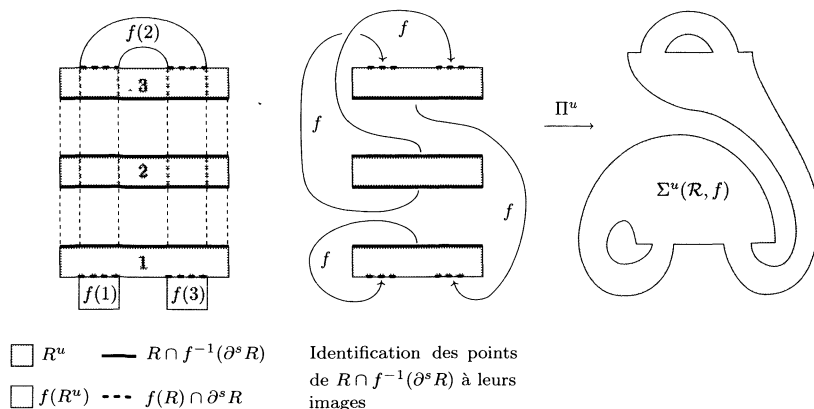 f(2)
3
2
1
f(1)
f(3)
f
f
f
f
Π^u
Σ^u(ℛ, f)
R^u
R ∩ f^{-1}(∂^s R)
f(R^u)
f(R) ∩ ∂^s R
Identification des points
de R ∩ f^{-1}(∂^s R) à leurs
images